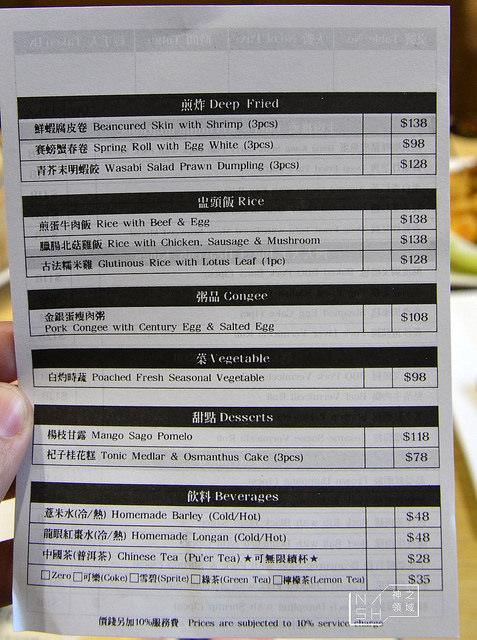 煎炸 Deep Fried
鮮蝦腐皮卷 Beancured Skin with Shrimp (3pcs) $138
賽螃蟹春卷 Spring Roll with Egg White (3pcs) $98
青芥末明蝦餃 Wasabi Salad Prawn Dumpling (3pcs) $128
盅頭飯 Rice
煎蛋牛肉飯 Rice with Beef & Egg $138
臘腸北菇雞飯 Rice with Chicken, Sausage & Mushroom $138
古法糯米雞 Glutinous Rice with Lotus Leaf (1pc) $128
粥品 Congee
金銀蛋瘦肉粥
Pork Congee with Century Egg & Salted Egg $108
菜 Vegetable
白灼時蔬 Poached Fresh Seasonal Vegetable $98
甜點 Desserts
楊枝甘露 Mango Sago Pomelo $118
杞子桂花糕 Tonic Medlar & Osmanthus Cake (3pcs) $78
飲料 Beverages
薏米水(冷/熱) Homemade Barley (Cold/Hot) $48
龍眼紅棗水(冷/熱) Homemade Longan (Cold/Hot) $48
中國茶(普洱茶) Chinese Tea (Pu'er Tea) ★可無限續杯★ $28
□Zero □可樂(Coke) □雪碧(Sprite) □綠茶(Green Tea) □檸檬茶(Lemon Tea) $35
價錢另加10%服務費 Prices are subjected to 10% service charge
神之領域